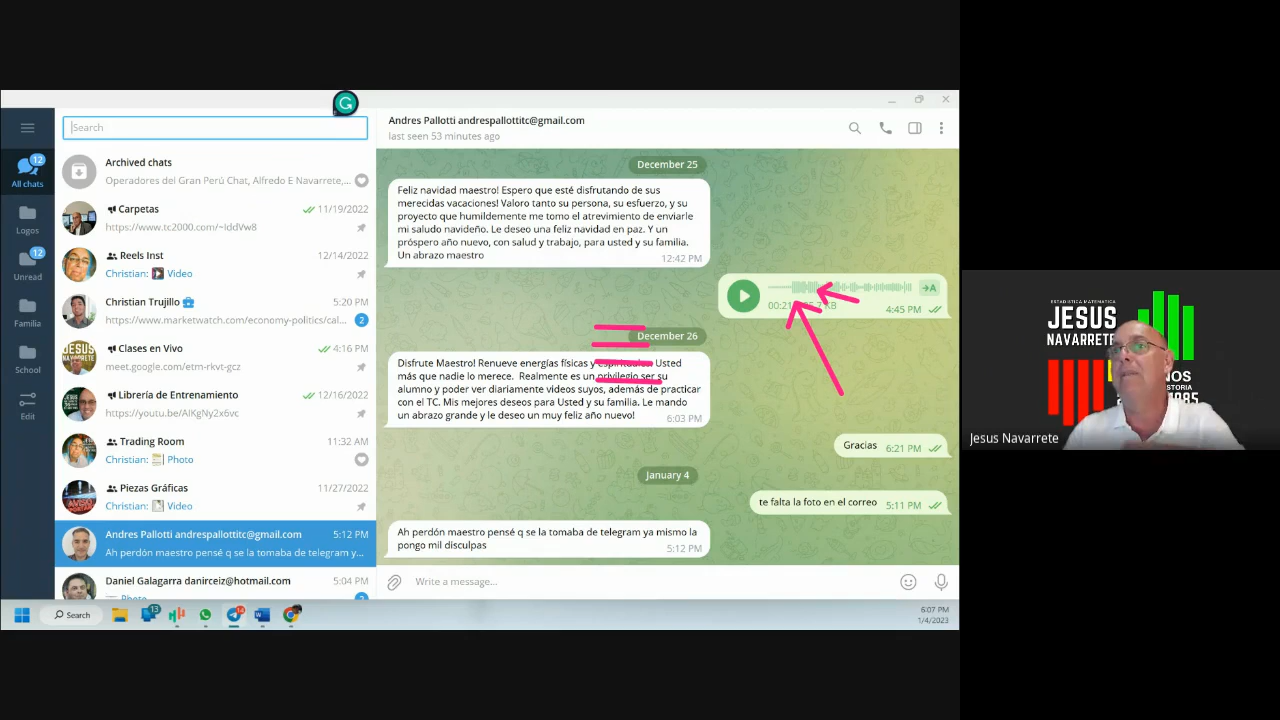 Andres Pallotti andrespallottitc@gmail.com
last seen 53 minutes ago
Search
12
All chats
Logos
12
Unread
Familia
School
Edit
Archived chats
Operadores del Gran Perú Chat, Alfredo E Navarrete,...
Carpetas 11/19/2022
https://www.tc2000.com/~IddVw8
Reels Inst 12/14/2022
Christian: Video
Christian Trujillo 5:20 PM
https://www.marketwatch.com/economy-politics/cal... 2
Clases en Vivo 4:16 PM
meet.google.com/etm-rkvt-gcz
Librería de Entrenamiento 12/16/2022
https://youtu.be/AIKgNy2x6vc
Trading Room 11:32 AM
Christian: Photo
Piezas Gráficas 11/27/2022
Christian: Video
Andres Pallotti andrespallottitc@gmail.com 5:12 PM
Ah perdón maestro pensé q se la tomaba de telegram y...
Daniel Galagarra danirceiz@hotmail.com 5:04 PM
December 25
Feliz navidad maestro! Espero que esté disfrutando de sus
merecidas vacaciones! Valoro tanto su persona, su esfuerzo, y su
proyecto que humildemente me tomo el atrevimiento de enviarle
mi saludo navideño. Le deseo una feliz navidad en paz. Y un
próspero año nuevo, con salud y trabajo, para usted y su familia.
Un abrazo maestro 12:42 PM
A
KB 4:45 PM
December 26
Disfrute Maestro! Renueve energías físicas y espirituales Usted
más que nadie lo merece. Realmente es un privilegio ser su
alumno y poder ver diariamente videos suyos, además de practicar
con el TC. Mis mejores deseos para Usted y su familia. Le mando
un abrazo grande y le deseo un muy feliz año nuevo! 6:03 PM
Gracias 6:21 PM
January 4
te falta la foto en el correo 5:11 PM
Ah perdón maestro pensé q se la tomaba de telegram ya mismo la
pongo mil disculpas 5:12 PM
Write a message...
Search
13
14
6:07 PM
1/4/2023
ESTADISTICA MATEMATICA
JESUS
NAVARRETE
Jesus Navarrete